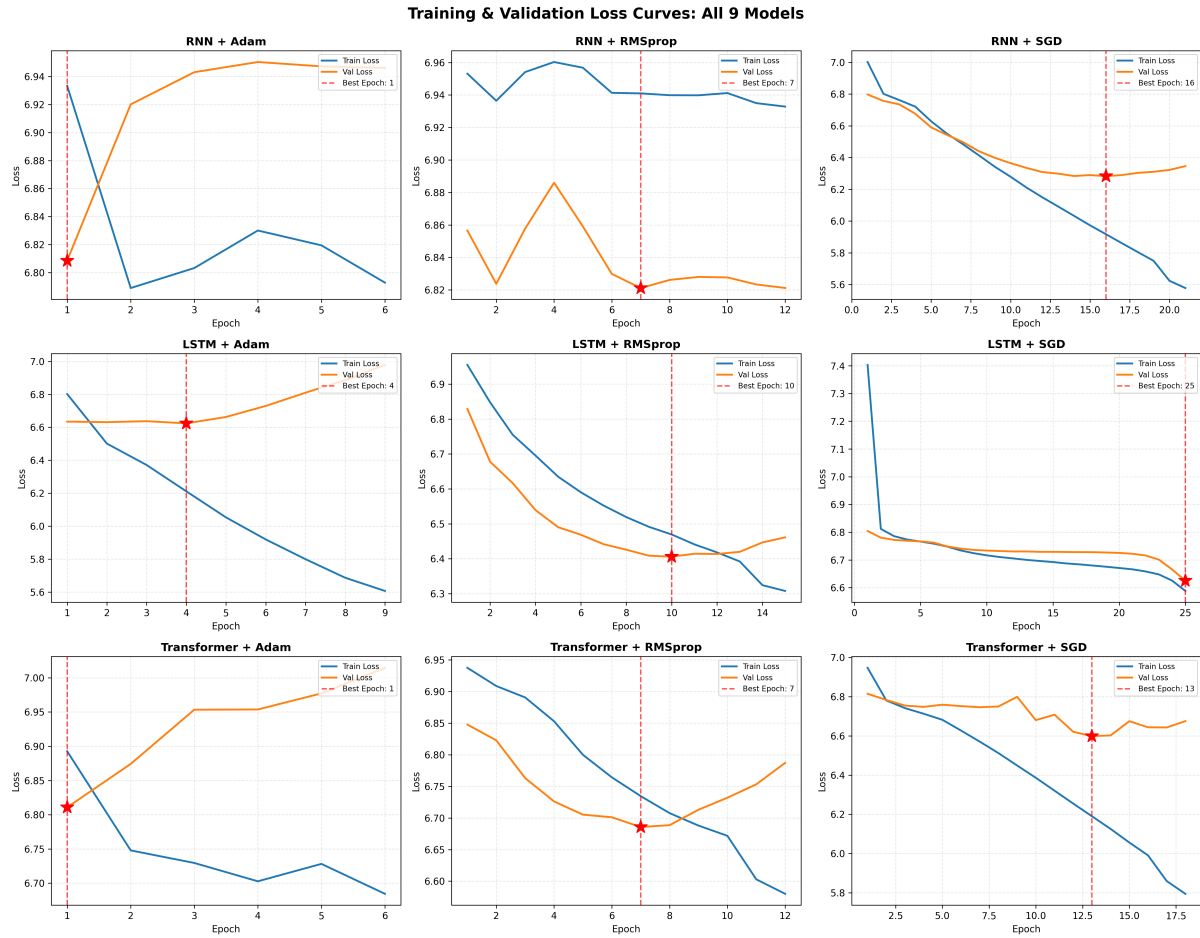 Training & Validation Loss Curves: All 9 Models
RNN + Adam
Loss
6.94
6.92
6.90
6.88
6.86
6.84
6.82
6.80
Train Loss
Val Loss
Best Epoch: 1
1 2 3 4 5 6
Epoch
RNN + RMSprop
Loss
6.96
6.94
6.92
6.90
6.88
6.86
6.84
6.82
Train Loss
Val Loss
Best Epoch: 7
2 4 6 8 10 12
Epoch
RNN + SGD
Loss
7.0
6.8
6.6
6.4
6.2
6.0
5.8
5.6
Train Loss
Val Loss
Best Epoch: 16
0.0 2.5 5.0 7.5 10.0 12.5 15.0 17.5 20.0
Epoch
LSTM + Adam
Loss
7.0
6.8
6.6
6.4
6.2
6.0
5.8
5.6
Train Loss
Val Loss
Best Epoch: 4
1 2 3 4 5 6 7 8 9
Epoch
LSTM + RMSprop
Loss
6.9
6.8
6.7
6.6
6.5
6.4
6.3
Train Loss
Val Loss
Best Epoch: 10
2 4 6 8 10 12 14
Epoch
LSTM + SGD
Loss
7.4
7.3
7.2
7.1
7.0
6.9
6.8
6.7
6.6
Train Loss
Val Loss
Best Epoch: 25
0 5 10 15 20 25
Epoch
Transformer + Adam
Loss
7.00
6.95
6.90
6.85
6.80
6.75
6.70
Train Loss
Val Loss
Best Epoch: 1
1 2 3 4 5 6
Epoch
Transformer + RMSprop
Loss
6.95
6.90
6.85
6.80
6.75
6.70
6.65
6.60
Train Loss
Val Loss
Best Epoch: 7
2 4 6 8 10 12
Epoch
Transformer + SGD
Loss
7.0
6.8
6.6
6.4
6.2
6.0
5.8
Train Loss
Val Loss
Best Epoch: 13
2.5 5.0 7.5 10.0 12.5 15.0 17.5
Epoch